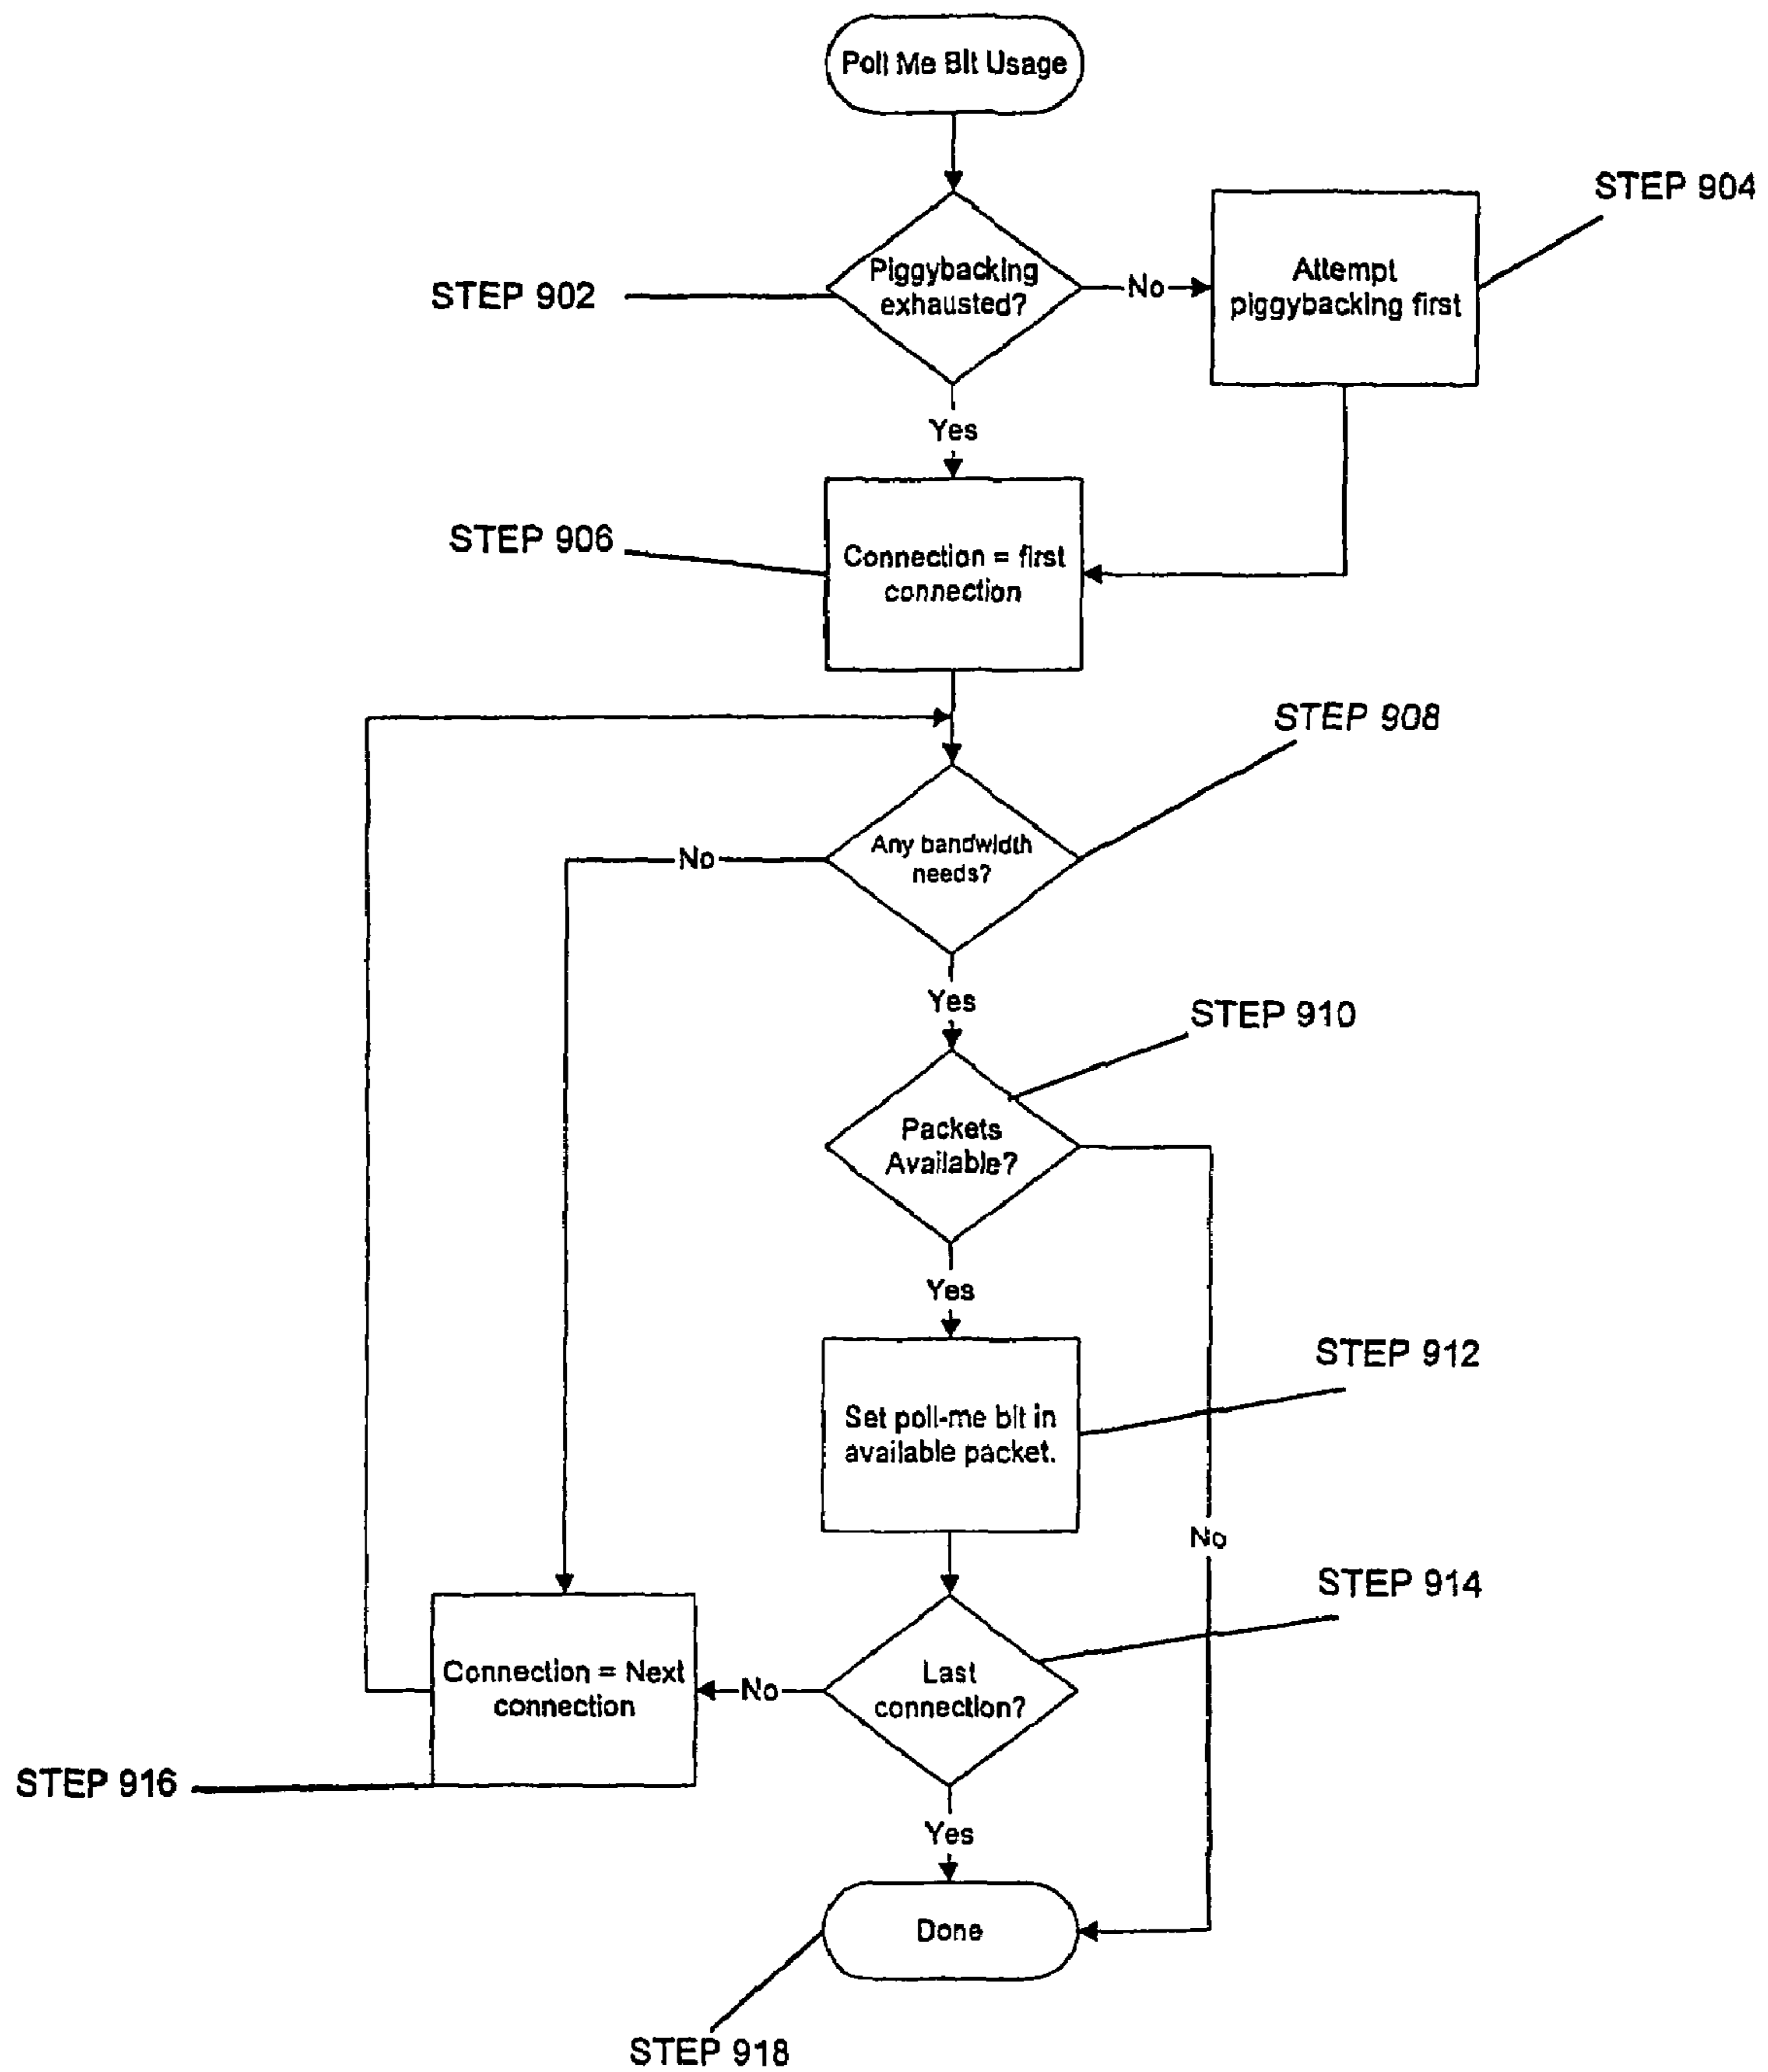 Poll Me Bit Usage
STEP 904
Piggybacking
exhausted?
No
Attempt
piggybacking first
STEP 902
Yes
STEP 906
Connection = first
connection
STEP 908
Any bandwidth
needs?
No
Yes
STEP 910
Packets
Available?
Yes
STEP 912
Set poll-me bit in
available packet.
No
STEP 914
Last
connection?
No
Connection = Next
connection
STEP 916
Yes
Done
STEP 918